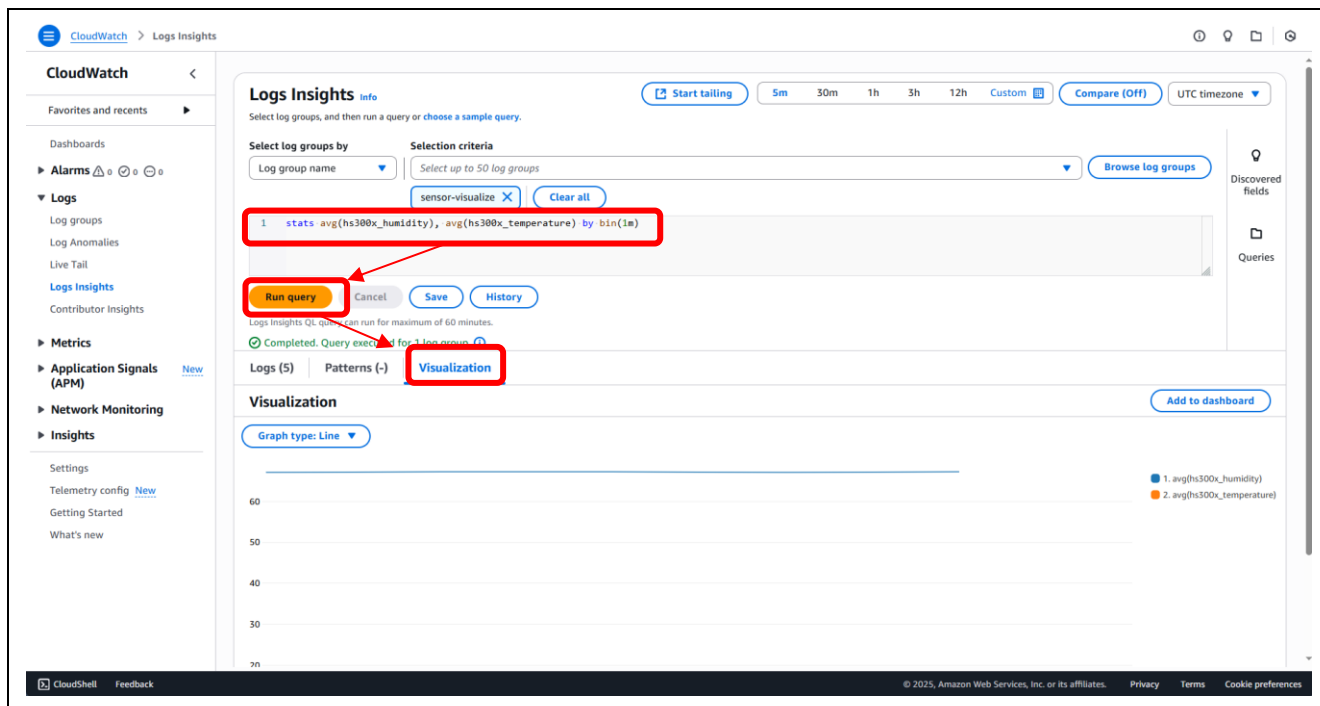 CloudWatch > Logs Insights
CloudWatch
Favorites and recents
Dashboards
Alarms 0 0 0
Logs
Log groups
Log Anomalies
Live Tail
Logs Insights
Contributor Insights
Metrics
Application Signals (APM) New
Network Monitoring
Insights
Settings
Telemetry config New
Getting Started
What's new
Logs Insights Info
Start tailing 5m 30m 1h 3h 12h Custom Compare (Off) UTC timezone
Select log groups, and then run a query or choose a sample query.
Select log groups by Selection criteria
Log group name Select up to 50 log groups Browse log groups
sensor-visualize Clear all
1 stats avg(hs300x_humidity), avg(hs300x_temperature) by bin(1m)
Run query Cancel Save History
Logs Insights QL query can run for maximum of 60 minutes.
Completed. Query executed for 1 log group
Discovered fields
Queries
Logs (5) Patterns (-) Visualization
Visualization Add to dashboard
Graph type: Line
60
50
40
30
20
1. avg(hs300x_humidity)
2. avg(hs300x_temperature)
CloudShell Feedback © 2025, Amazon Web Services, Inc. or its affiliates. Privacy Terms Cookie preferences